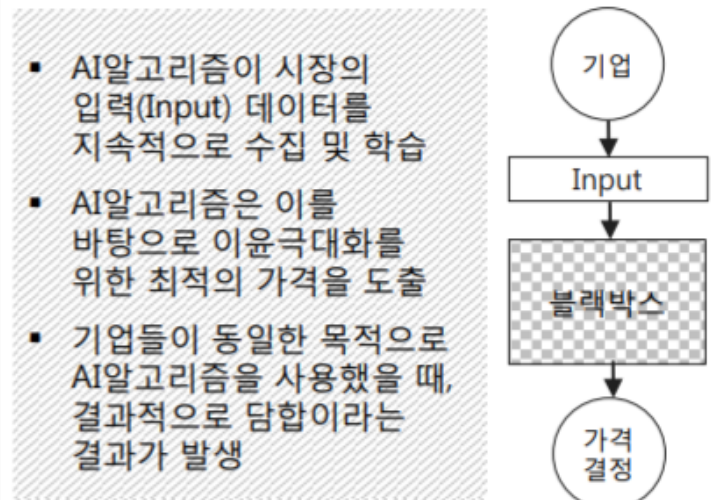 ▪ AI알고리즘이 시장의
입력(Input) 데이터를
지속적으로 수집 및 학습
▪ AI알고리즘은 이를
바탕으로 이윤극대화를
위한 최적의 가격을 도출
▪ 기업들이 동일한 목적으로
AI알고리즘을 사용했을 때,
결과적으로 담합이라는
결과가 발생
기업
Input
블랙박스
가격
결정